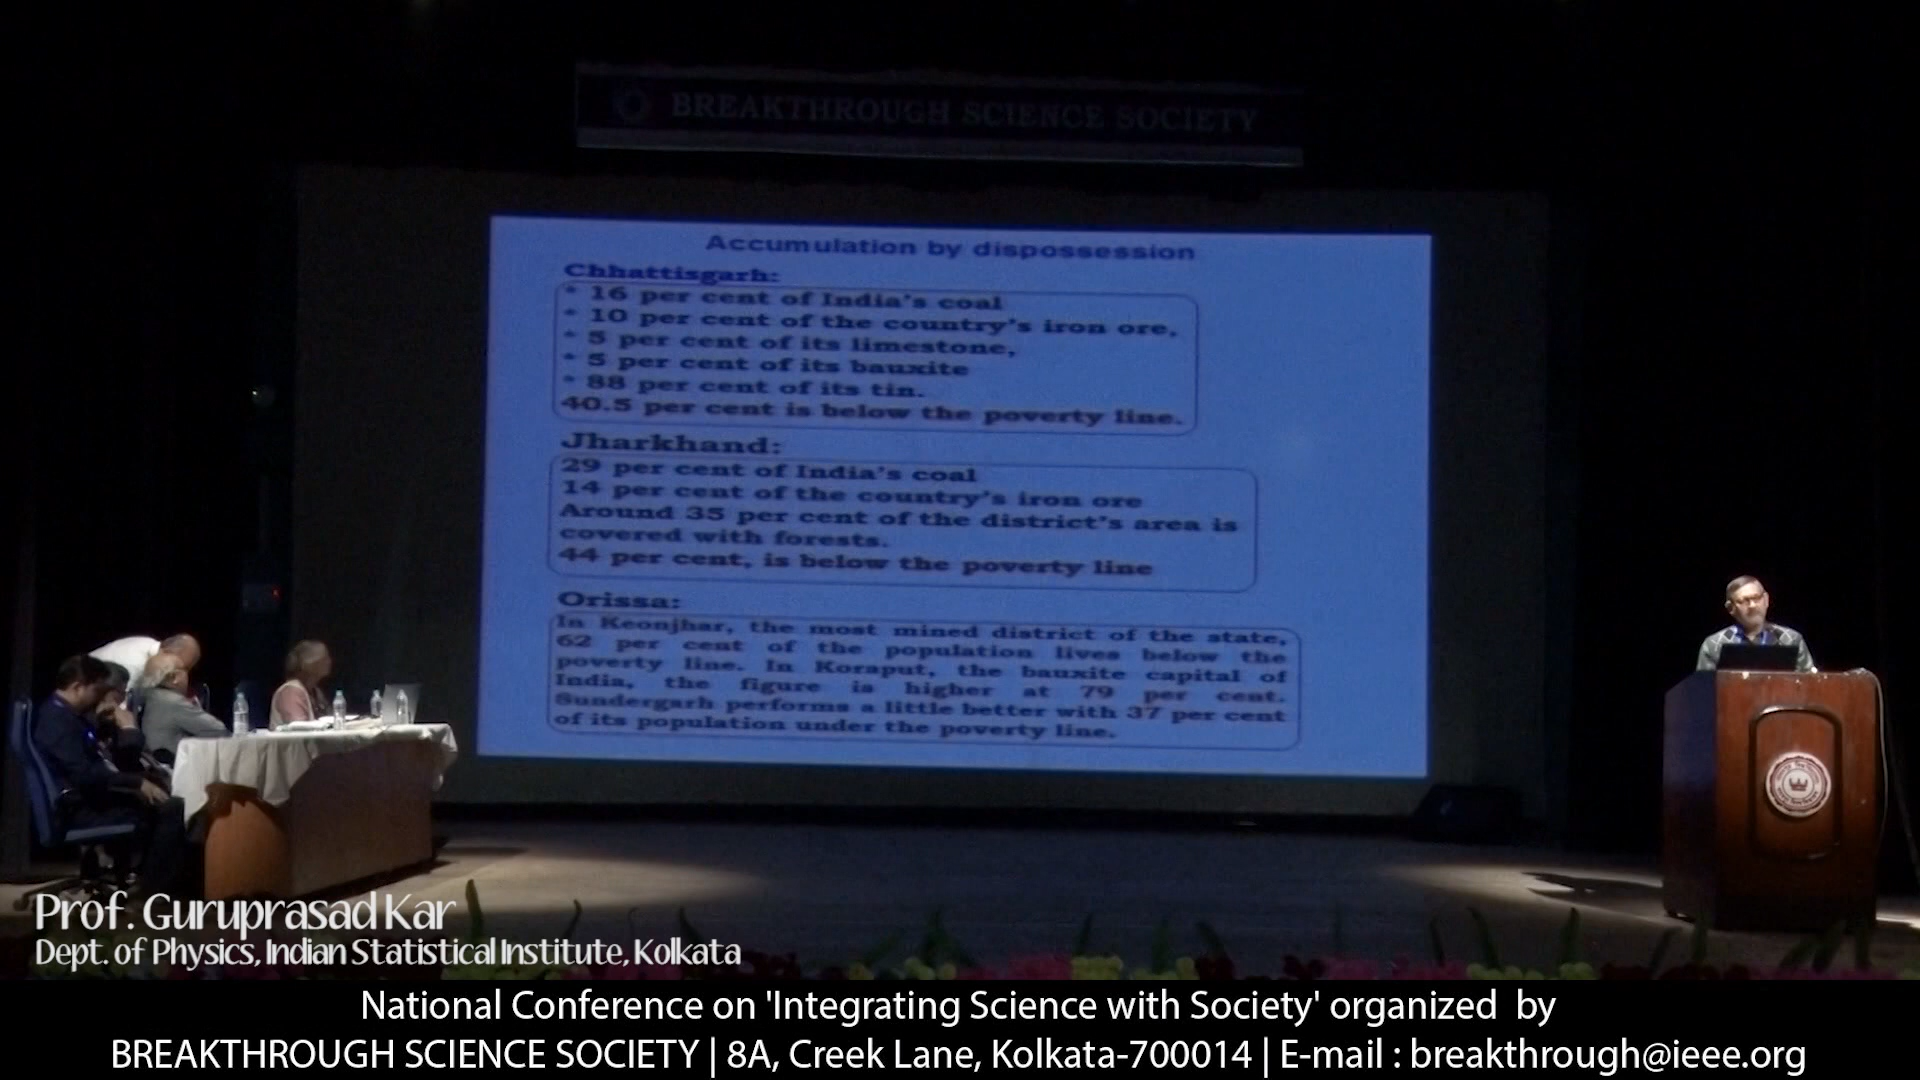 BREAKTHROUGH SCIENCE SOCIETY
Accumulation by dispossession
Chhattisgarh:
* 16 per cent of India's coal
* 10 per cent of the country's iron ore,
* 5 per cent of its limestone,
* 5 per cent of its bauxite
* 88 per cent of its tin.
40.5 per cent is below the poverty line.
Jharkhand:
29 per cent of India's coal
14 per cent of the country's iron ore
Around 35 per cent of the district's area is
covered with forests.
44 per cent, is below the poverty line
Orissa:
In Keonjhar, the most mined district of the state,
62 per cent of the population lives below the
poverty line. In Koraput, the bauxite capital of
India, the figure is higher at 79 per cent.
Sundergarh performs a little better with 37 per cent
of its population under the poverty line.
Prof. Guruprasad Kar
Dept. of Physics, Indian Statistical Institute, Kolkata
National Conference on 'Integrating Science with Society' organized by
BREAKTHROUGH SCIENCE SOCIETY | 8A, Creek Lane, Kolkata-700014 | E-mail : breakthrough@ieee.org